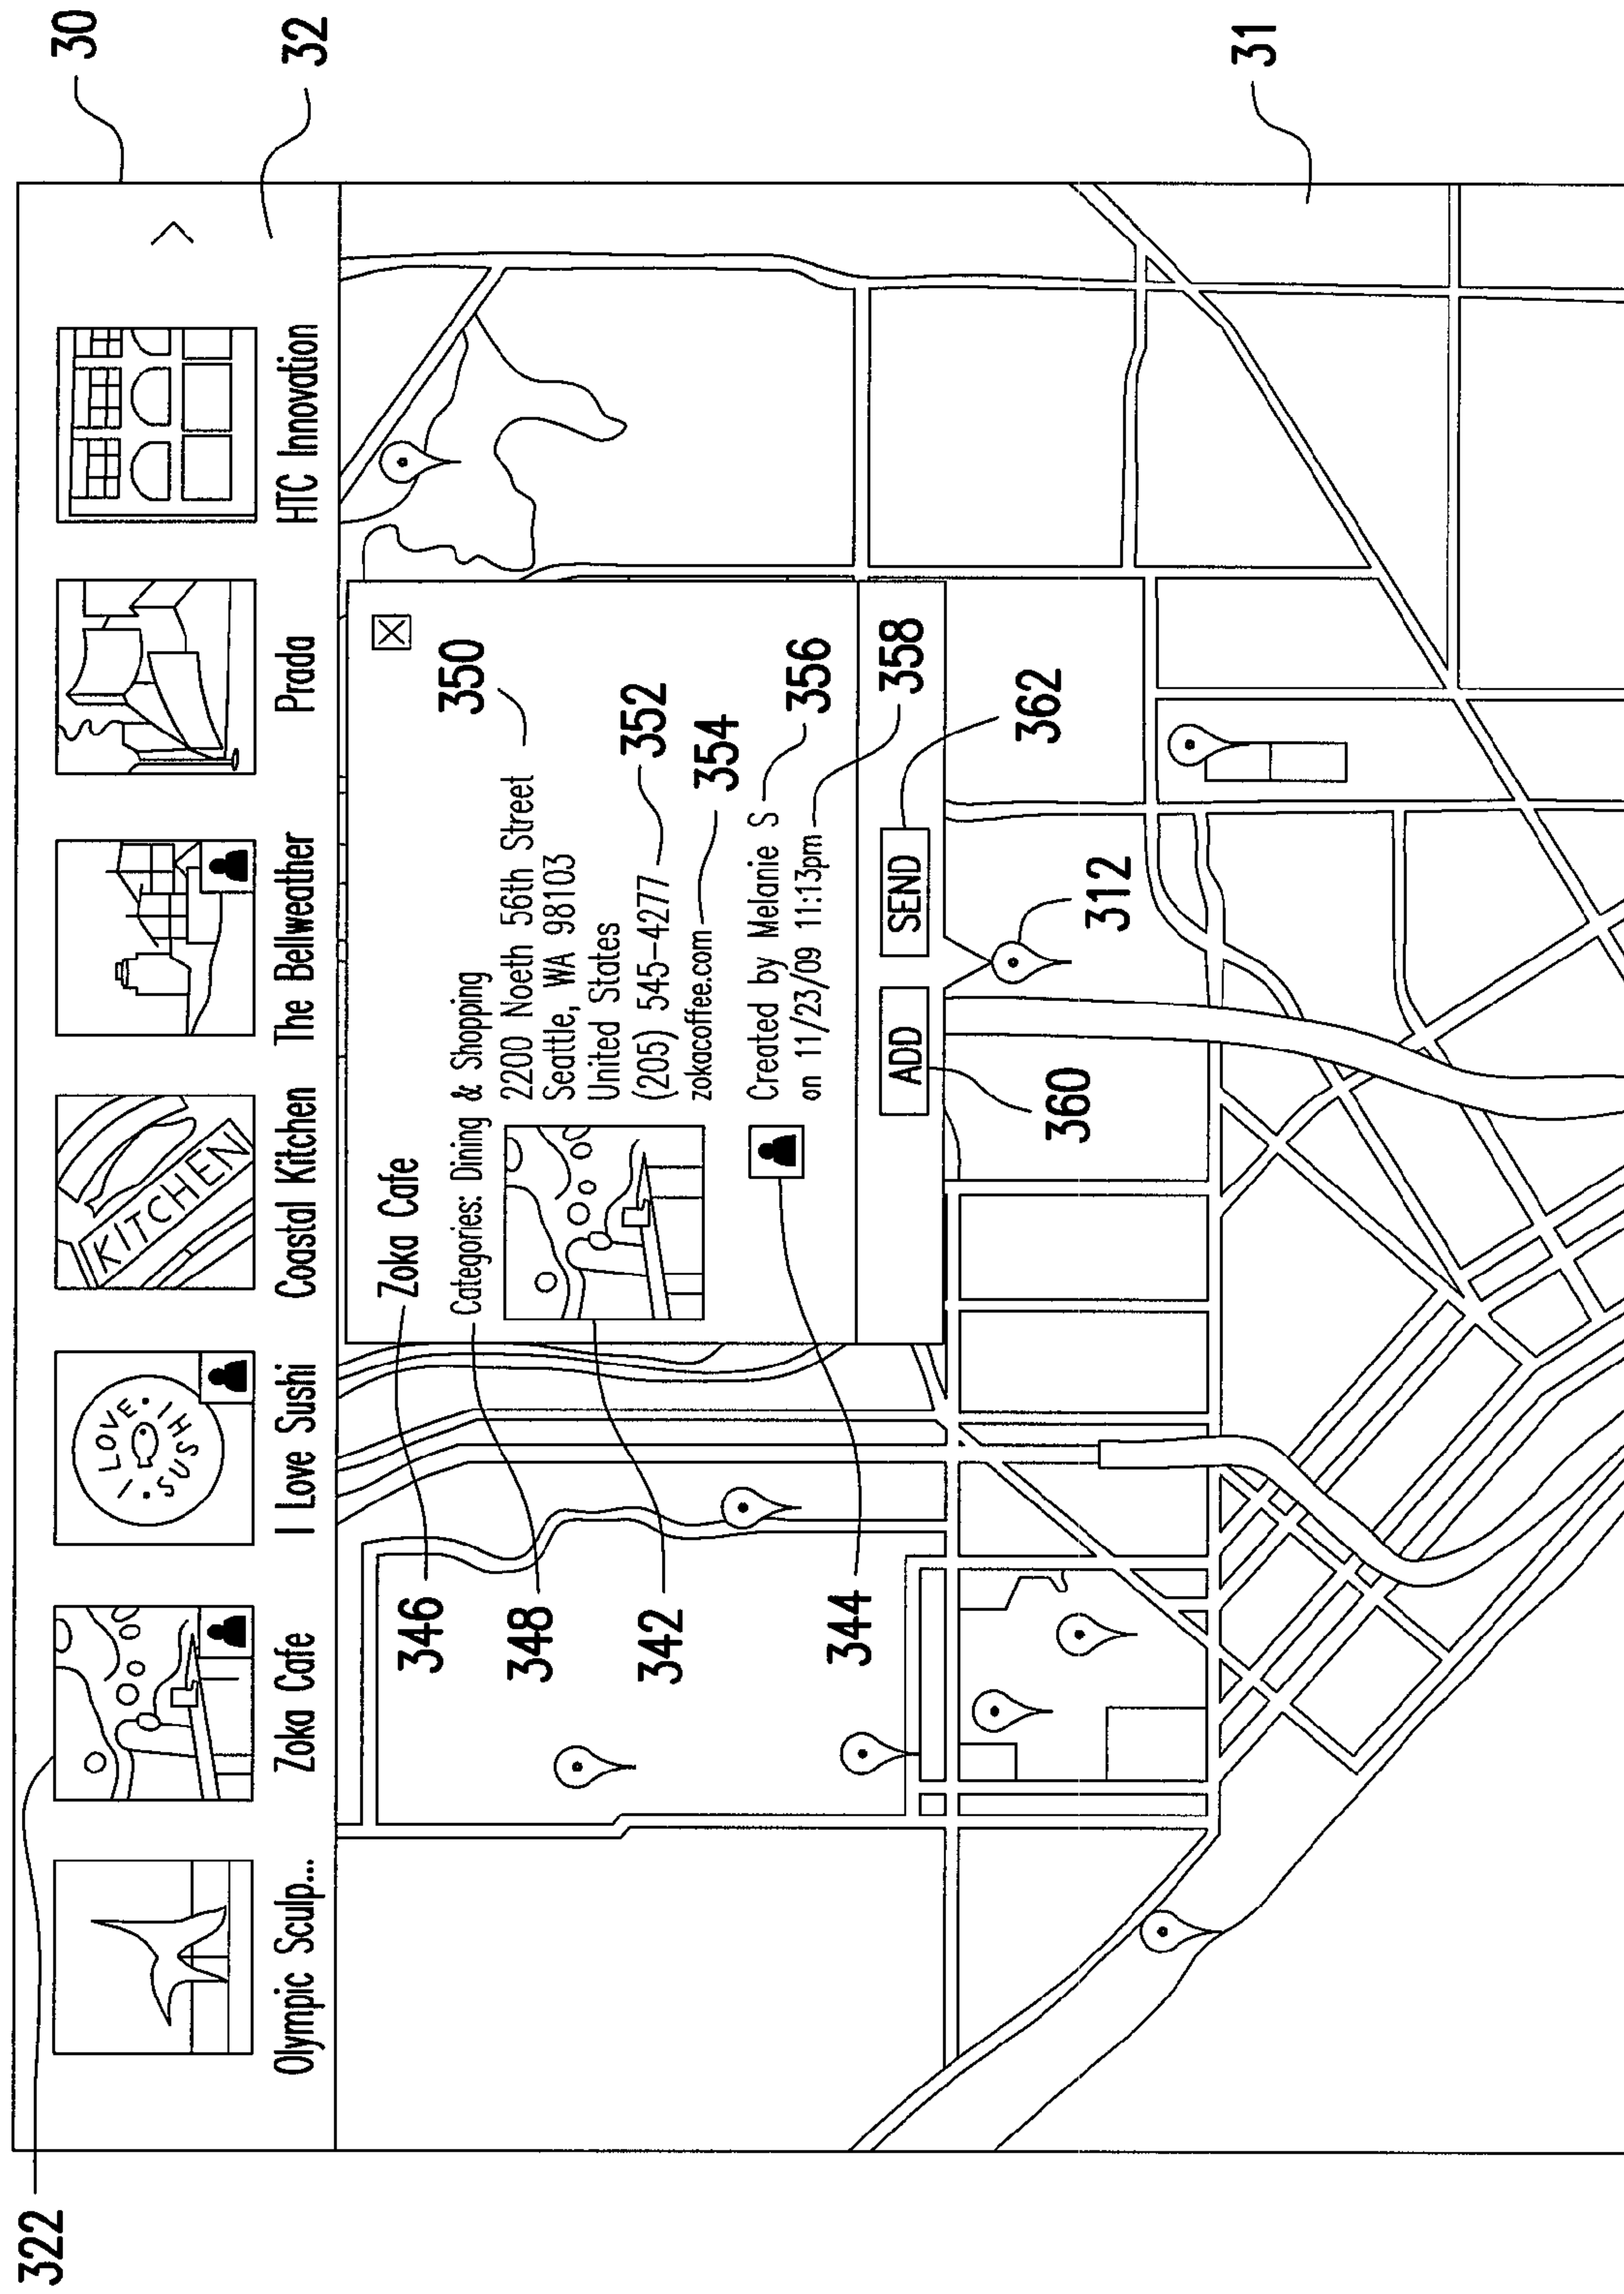 30
32
322
KITCHEN
I LOVE
SUSHI
Olympic Sculp...
Zoka Cafe
I Love Sushi
Coastal Kitchen
The Bellweather
Prada
HTC Innovation
346
Zoka Cafe
348
Categories: Dining & Shopping
350
342
2200 Noeth 56th Street
Seattle, WA 98103
United States
(205) 545-4277
352
zokacoffee.com
354
344
Created by Melanie S
356
on 11/23/09 11:13pm
358
ADD
SEND
360
362
312
31